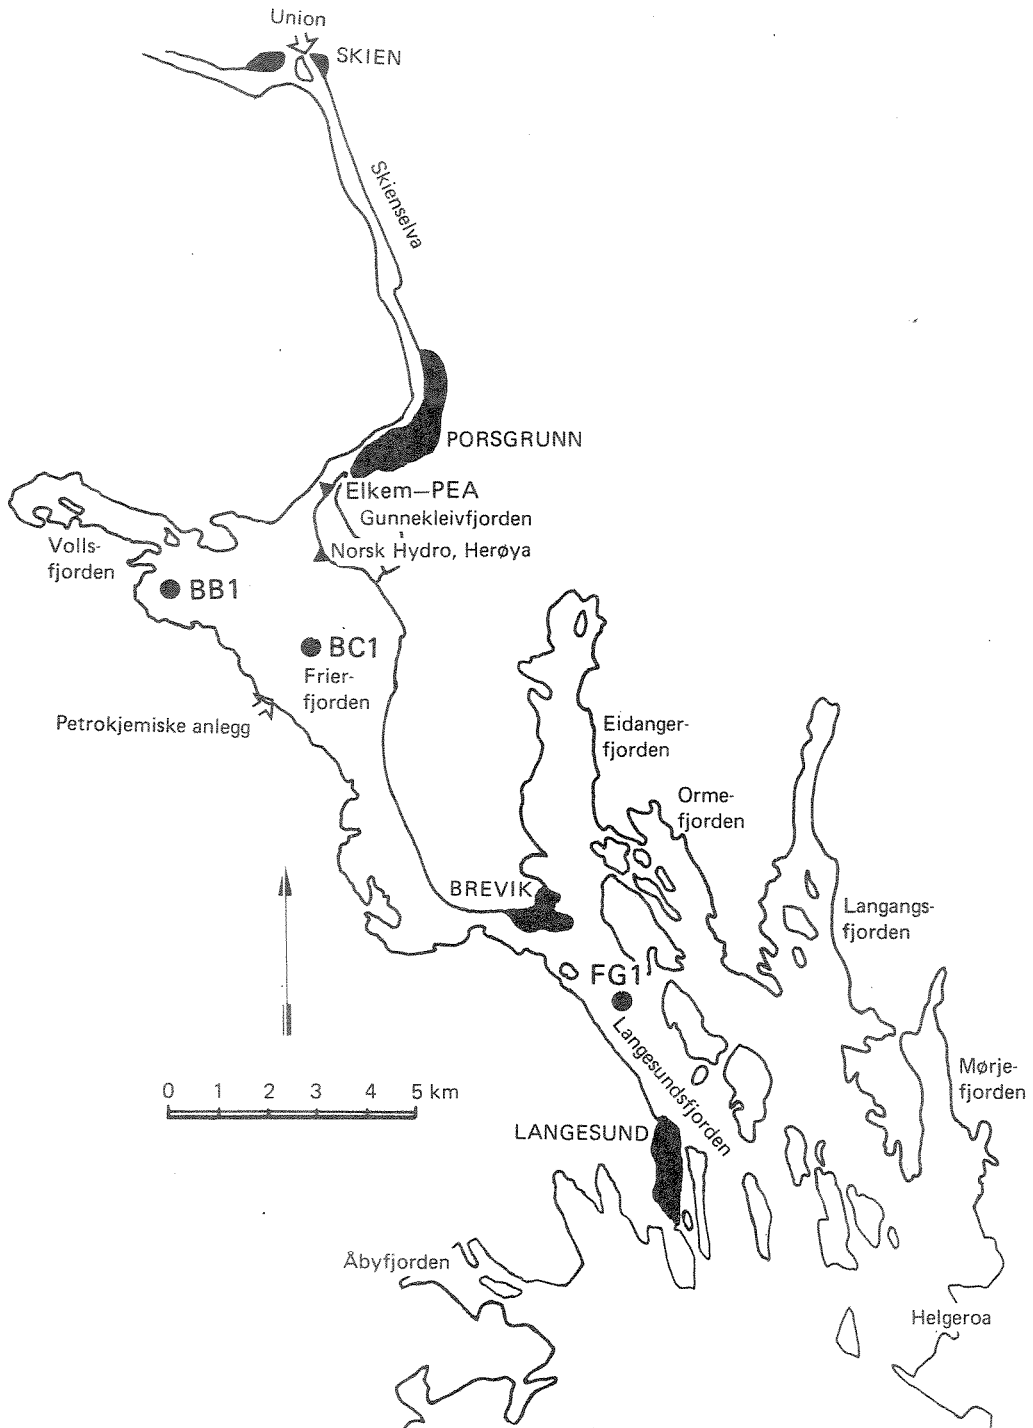 Union
SKIEN
Skienselva
PORSGRUNN
Elkem—PEA
Gunnekleivfjorden
Norsk Hydro, Herøya
Volls-
fjorden
BB1
BC1
Frier-
fjorden
Petrokjemiske anlegg
Eidanger-
fjorden
Orme-
fjorden
BREVIK
Langangs-
fjorden
FG1
Langesundsfjorden
Mørje-
fjorden
0 1 2 3 4 5 km
LANGESUND
Åbyfjorden
Helgeroa